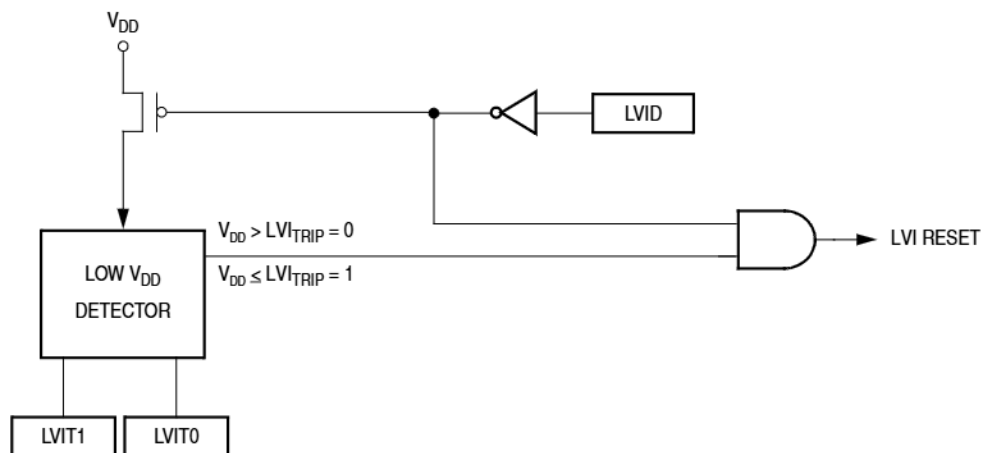 VDD
LVID
VDD > LVITRIP = 0
LVI RESET
LOW VDD
DETECTOR
VDD ≤ LVITRIP = 1
LVIT1
LVIT0